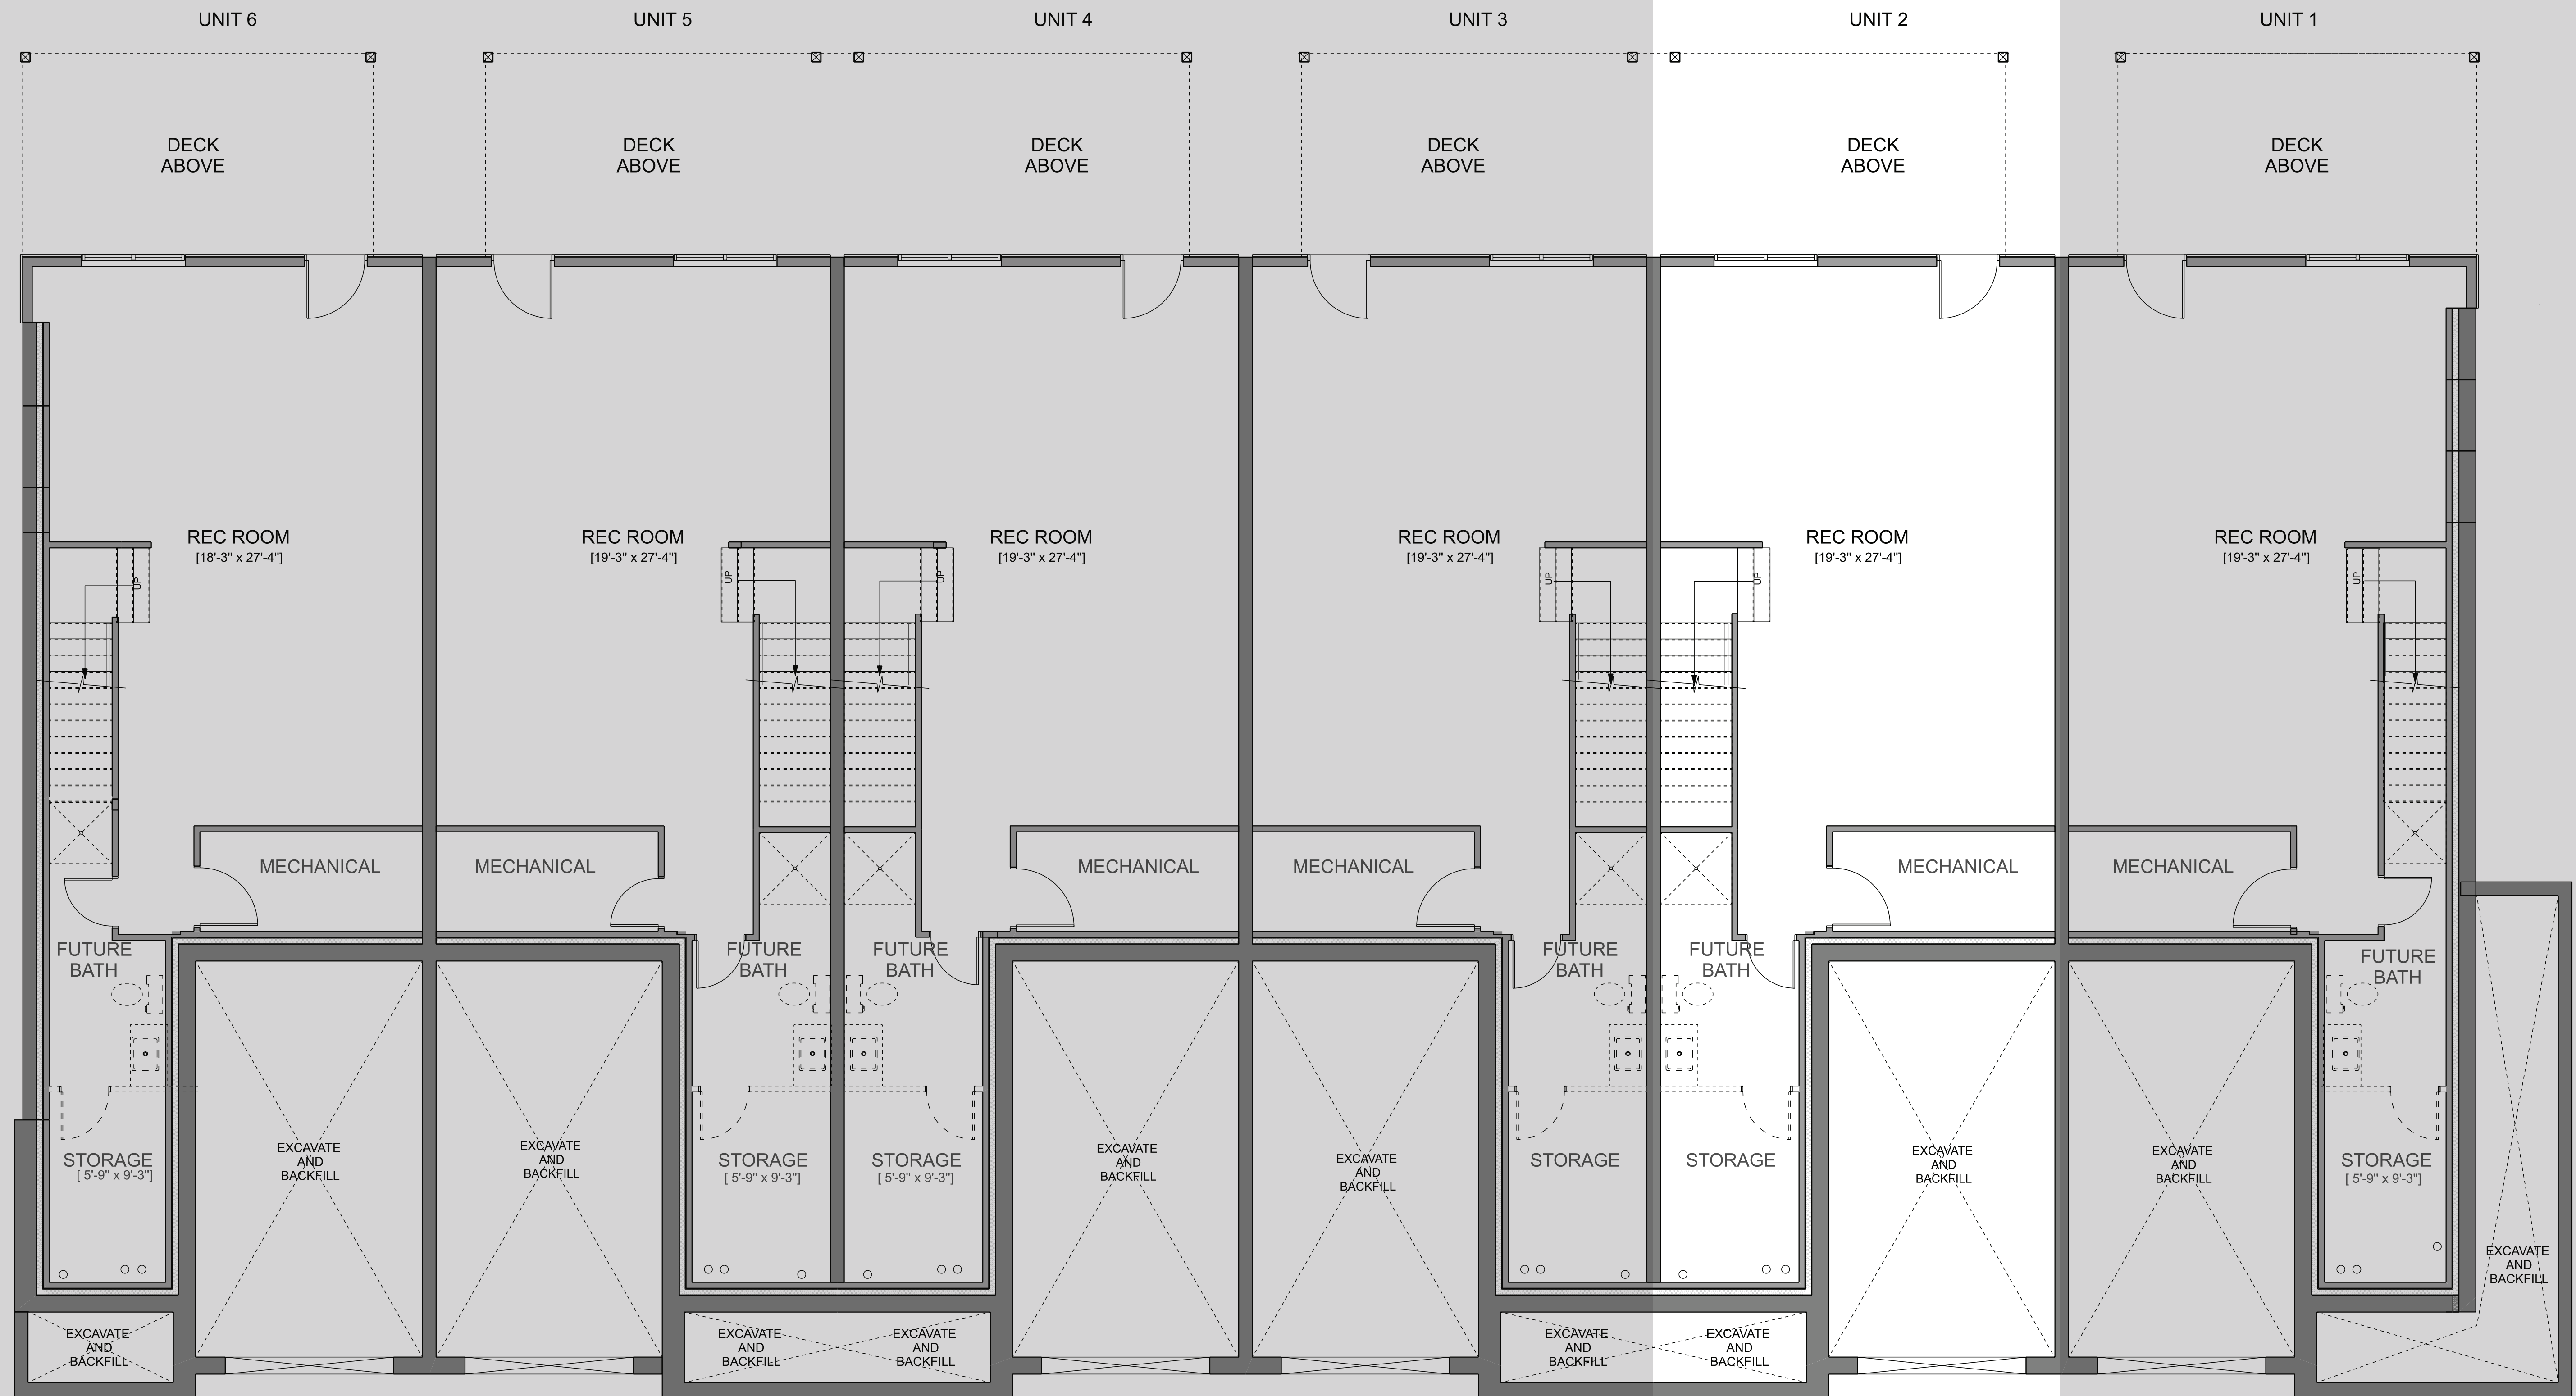 UNIT 6
UNIT 5
UNIT 4
UNIT 3
UNIT 2
UNIT 1
DECK
ABOVE
DECK
ABOVE
DECK
ABOVE
DECK
ABOVE
DECK
ABOVE
DECK
ABOVE
REC ROOM
[18'-3" x 27'-4"]
REC ROOM
[19'-3" x 27'-4"]
REC ROOM
[19'-3" x 27'-4"]
REC ROOM
[19'-3" x 27'-4"]
REC ROOM
[19'-3" x 27'-4"]
REC ROOM
[19'-3" x 27'-4"]
UP
UP
UP
UP
UP
UP
MECHANICAL
MECHANICAL
MECHANICAL
MECHANICAL
MECHANICAL
MECHANICAL
FUTURE
BATH
FUTURE
BATH
FUTURE
BATH
FUTURE
BATH
FUTURE
BATH
FUTURE
BATH
STORAGE
[ 5'-9" x 9'-3"]
EXCAVATE
AND
BACKFILL
EXCAVATE
AND
BACKFILL
STORAGE
[ 5'-9" x 9'-3"]
STORAGE
[ 5'-9" x 9'-3"]
EXCAVATE
AND
BACKFILL
EXCAVATE
AND
BACKFILL
STORAGE
STORAGE
EXCAVATE
AND
BACKFILL
EXCAVATE
AND
BACKFILL
STORAGE
[ 5'-9" x 9'-3"]
EXCAVATE
AND
BACKFILL
EXCAVATE
AND
BACKFILL
EXCAVATE
AND
BACKFILL
EXCAVATE
AND
BACKFILL
EXCAVATE
AND
BACKFILL
EXCAVATE
AND
BACKFILL